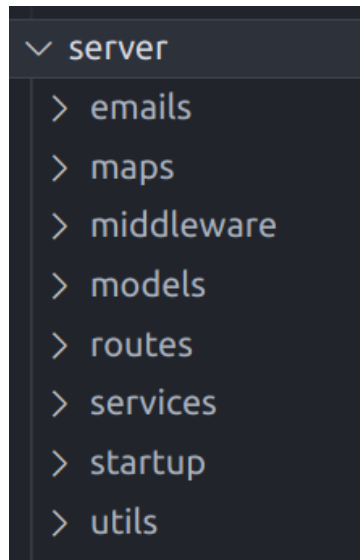 server
emails
maps
middleware
models
routes
services
startup
utils